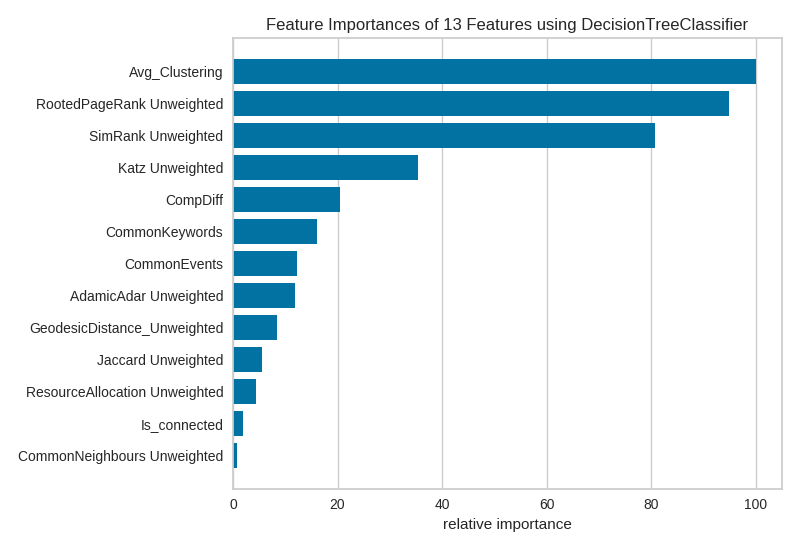 Feature Importances of 13 Features using DecisionTreeClassifier
Avg_Clustering
RootedPageRank Unweighted
SimRank Unweighted
Katz Unweighted
CompDiff
CommonKeywords
CommonEvents
AdamicAdar Unweighted
GeodesicDistance_Unweighted
Jaccard Unweighted
ResourceAllocation Unweighted
Is_connected
CommonNeighbours Unweighted
0 20 40 60 80 100
relative importance